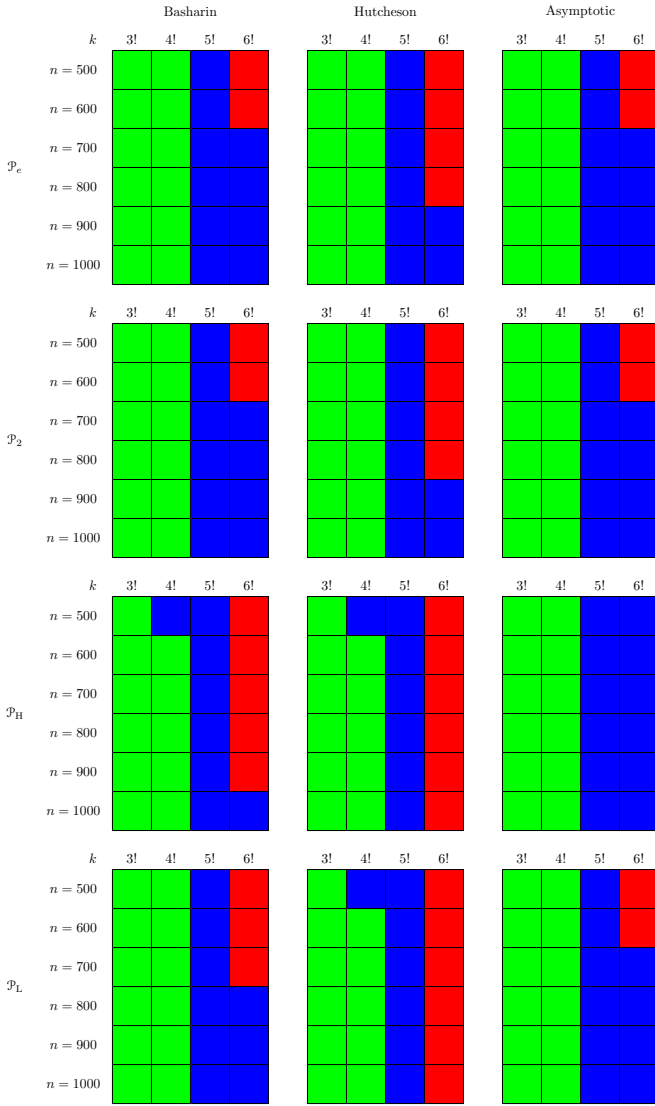 Basharin Hutcheson Asymptotic
k 3! 4! 5! 6! 3! 4! 5! 6! 3! 4! 5! 6!
n = 500
n = 600
n = 700
𝒫e
n = 800
n = 900
n = 1000
k 3! 4! 5! 6! 3! 4! 5! 6! 3! 4! 5! 6!
n = 500
n = 600
n = 700
𝒫2
n = 800
n = 900
n = 1000
k 3! 4! 5! 6! 3! 4! 5! 6! 3! 4! 5! 6!
n = 500
n = 600
n = 700
𝒫H
n = 800
n = 900
n = 1000
k 3! 4! 5! 6! 3! 4! 5! 6! 3! 4! 5! 6!
n = 500
n = 600
n = 700
𝒫L
n = 800
n = 900
n = 1000